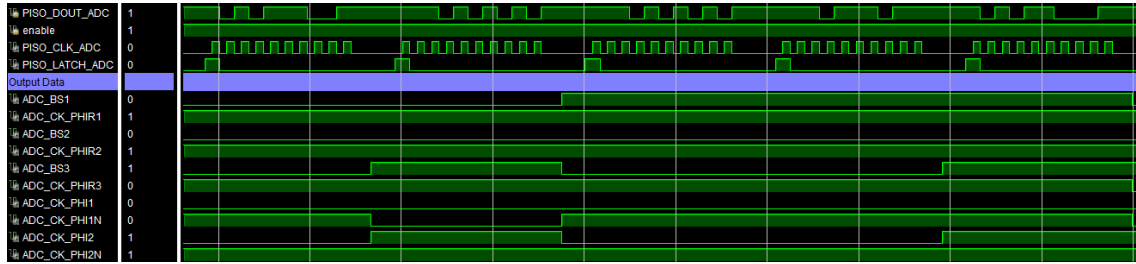 PISO_DOUT_ADC 1
enable 1
PISO_CLK_ADC 0
PISO_LATCH_ADC 0
Output Data
ADC_BS1 0
ADC_CK_PHIR1 1
ADC_BS2 0
ADC_CK_PHIR2 1
ADC_BS3 1
ADC_CK_PHIR3 0
ADC_CK_PHI1 0
ADC_CK_PHI1N 0
ADC_CK_PHI2 1
ADC_CK_PHI2N 1